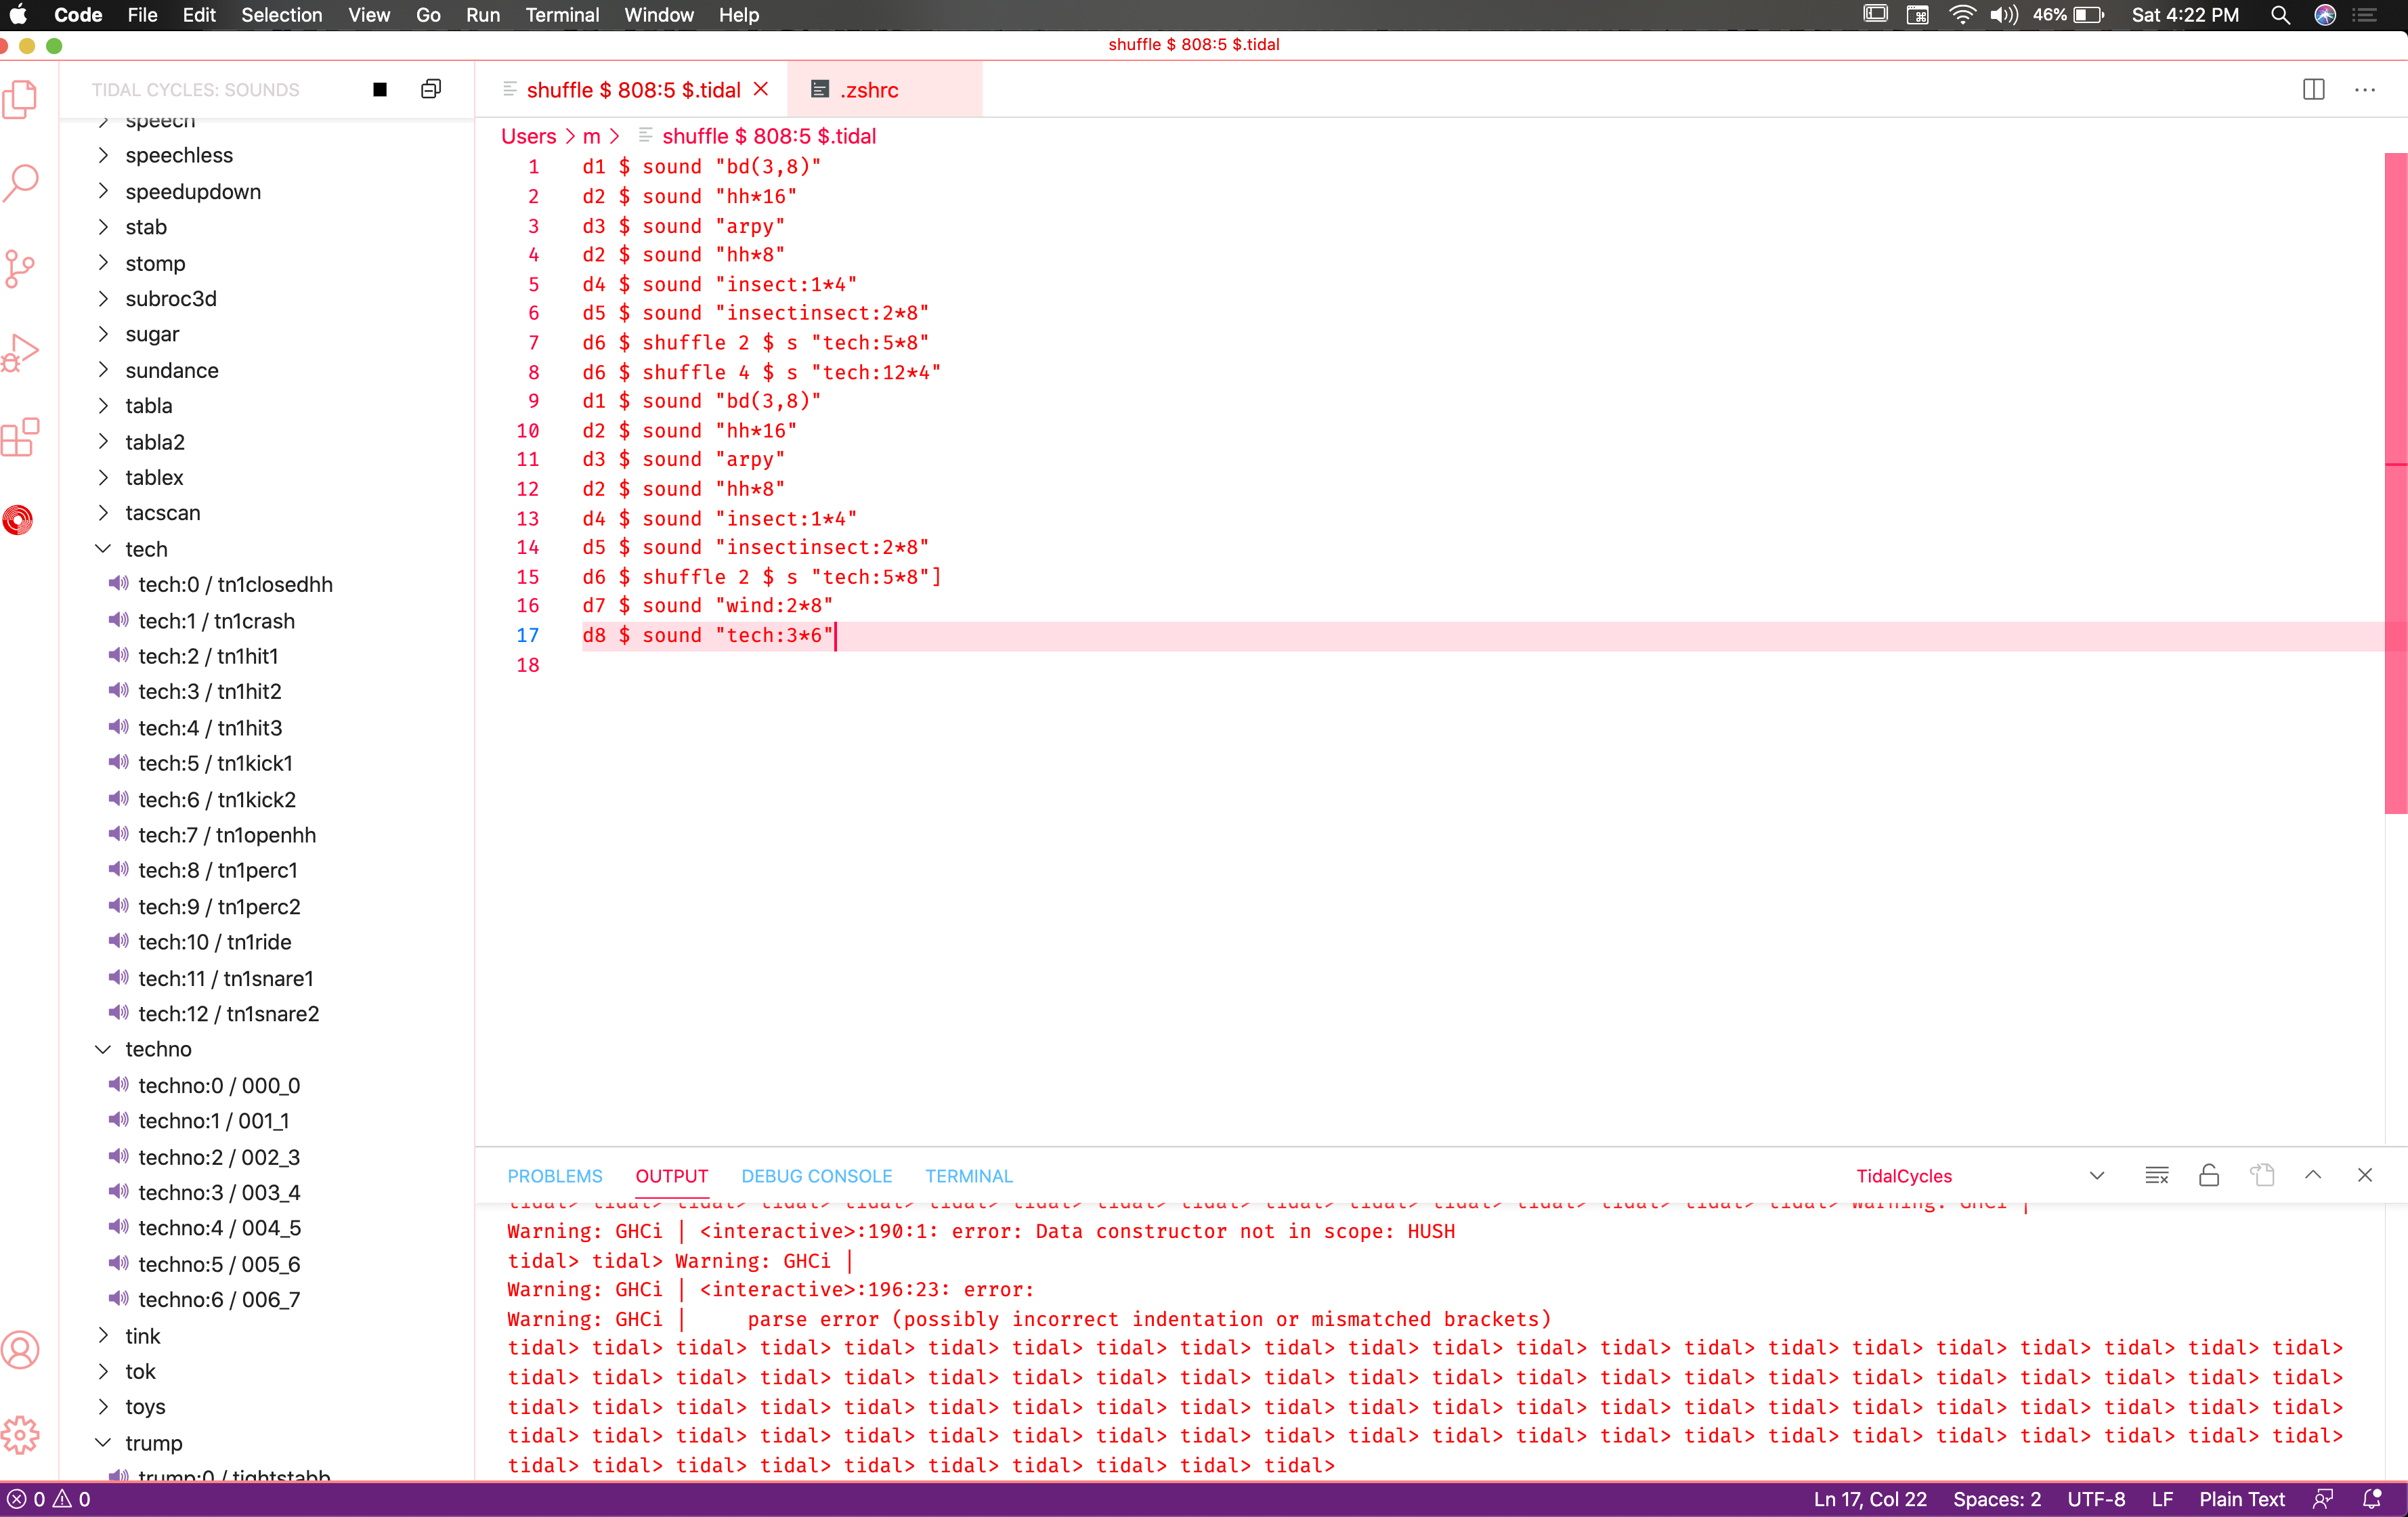 Code File Edit Selection View Go Run Terminal Window Help 46% Sat 4:22 PM
shuffle $ 808:5 $.tidal
TIDAL CYCLES: SOUNDS
speech
speechless
speedupdown
stab
stomp
subroc3d
sugar
sundance
tabla
tabla2
tablex
tacscan
tech
tech:0 / tn1closedhh
tech:1 / tn1crash
tech:2 / tn1hit1
tech:3 / tn1hit2
tech:4 / tn1hit3
tech:5 / tn1kick1
tech:6 / tn1kick2
tech:7 / tn1openhh
tech:8 / tn1perc1
tech:9 / tn1perc2
tech:10 / tn1ride
tech:11 / tn1snare1
tech:12 / tn1snare2
techno
techno:0 / 000_0
techno:1 / 001_1
techno:2 / 002_3
techno:3 / 003_4
techno:4 / 004_5
techno:5 / 005_6
techno:6 / 006_7
tink
tok
toys
trump
trump:0 / tightstabb
shuffle $ 808:5 $.tidal .zshrc
Users > m > shuffle $ 808:5 $.tidal
1 d1 $ sound "bd(3,8)"
2 d2 $ sound "hh*16"
3 d3 $ sound "arpy"
4 d2 $ sound "hh*8"
5 d4 $ sound "insect:1*4"
6 d5 $ sound "insectinsect:2*8"
7 d6 $ shuffle 2 $ s "tech:5*8"
8 d6 $ shuffle 4 $ s "tech:12*4"
9 d1 $ sound "bd(3,8)"
10 d2 $ sound "hh*16"
11 d3 $ sound "arpy"
12 d2 $ sound "hh*8"
13 d4 $ sound "insect:1*4"
14 d5 $ sound "insectinsect:2*8"
15 d6 $ shuffle 2 $ s "tech:5*8"]
16 d7 $ sound "wind:2*8"
17 d8 $ sound "tech:3*6"
18
PROBLEMS OUTPUT DEBUG CONSOLE TERMINAL TidalCycles
tidal> tidal> tidal> tidal> tidal> tidal> tidal> tidal> tidal> tidal> tidal> tidal> tidal> tidal> tidal> tidal> Warning: GHCi |
Warning: GHCi | <interactive>:190:1: error: Data constructor not in scope: HUSH
tidal> tidal> Warning: GHCi |
Warning: GHCi | <interactive>:196:23: error:
Warning: GHCi |     parse error (possibly incorrect indentation or mismatched brackets)
tidal> tidal> tidal> tidal> tidal> tidal> tidal> tidal> tidal> tidal> tidal> tidal> tidal> tidal> tidal> tidal> tidal> tidal> tidal> tidal> tidal> tidal>
tidal> tidal> tidal> tidal> tidal> tidal> tidal> tidal> tidal> tidal> tidal> tidal> tidal> tidal> tidal> tidal> tidal> tidal> tidal> tidal> tidal> tidal>
tidal> tidal> tidal> tidal> tidal> tidal> tidal> tidal> tidal> tidal> tidal> tidal> tidal> tidal> tidal> tidal> tidal> tidal> tidal> tidal> tidal> tidal>
tidal> tidal> tidal> tidal> tidal> tidal> tidal> tidal> tidal> tidal> tidal> tidal> tidal> tidal> tidal> tidal> tidal> tidal> tidal> tidal> tidal> tidal>
tidal> tidal> tidal> tidal> tidal> tidal> tidal> tidal> tidal> tidal>
0 0 Ln 17, Col 22 Spaces: 2 UTF-8 LF Plain Text